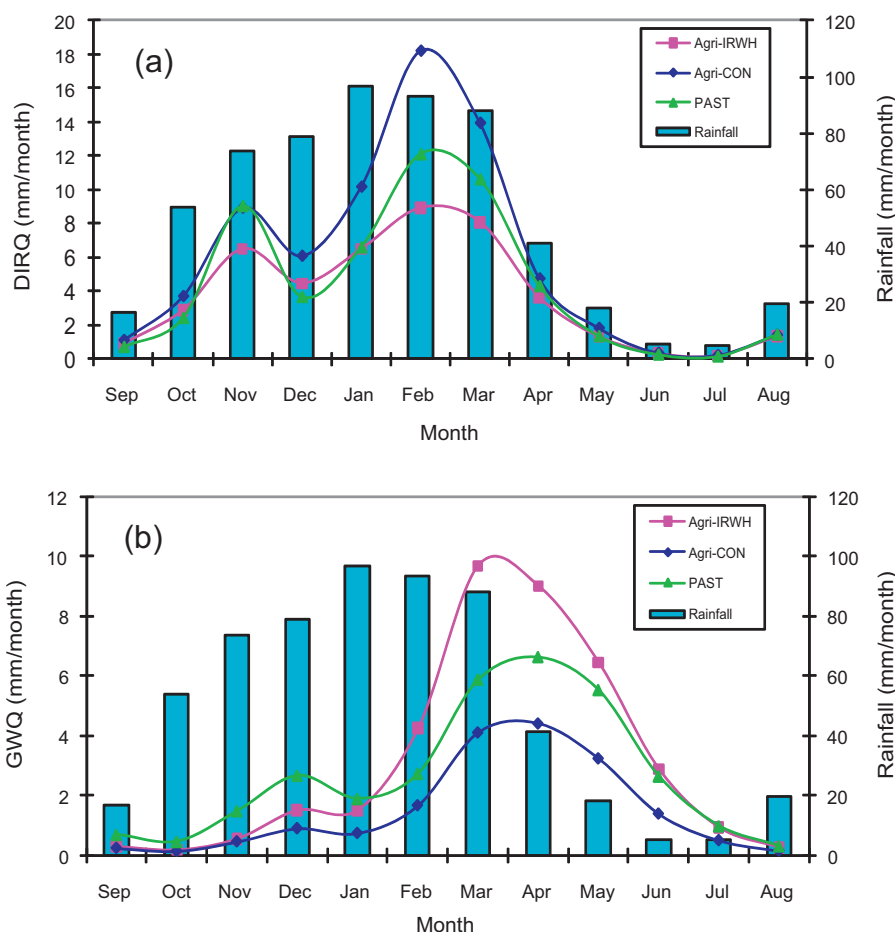 (a)
DIRQ (mm/month)
20
18
16
14
12
10
8
6
4
2
0
Agri-IRWH
Agri-CON
PAST
Rainfall
120
100
80
60
40
20
0
Rainfall (mm/month)
Sep Oct Nov Dec Jan Feb Mar Apr May Jun Jul Aug
Month
(b)
GWQ (mm/month)
12
10
8
6
4
2
0
Agri-IRWH
Agri-CON
PAST
Rainfall
120
100
80
60
40
20
0
Rainfall (mm/month)
Sep Oct Nov Dec Jan Feb Mar Apr May Jun Jul Aug
Month